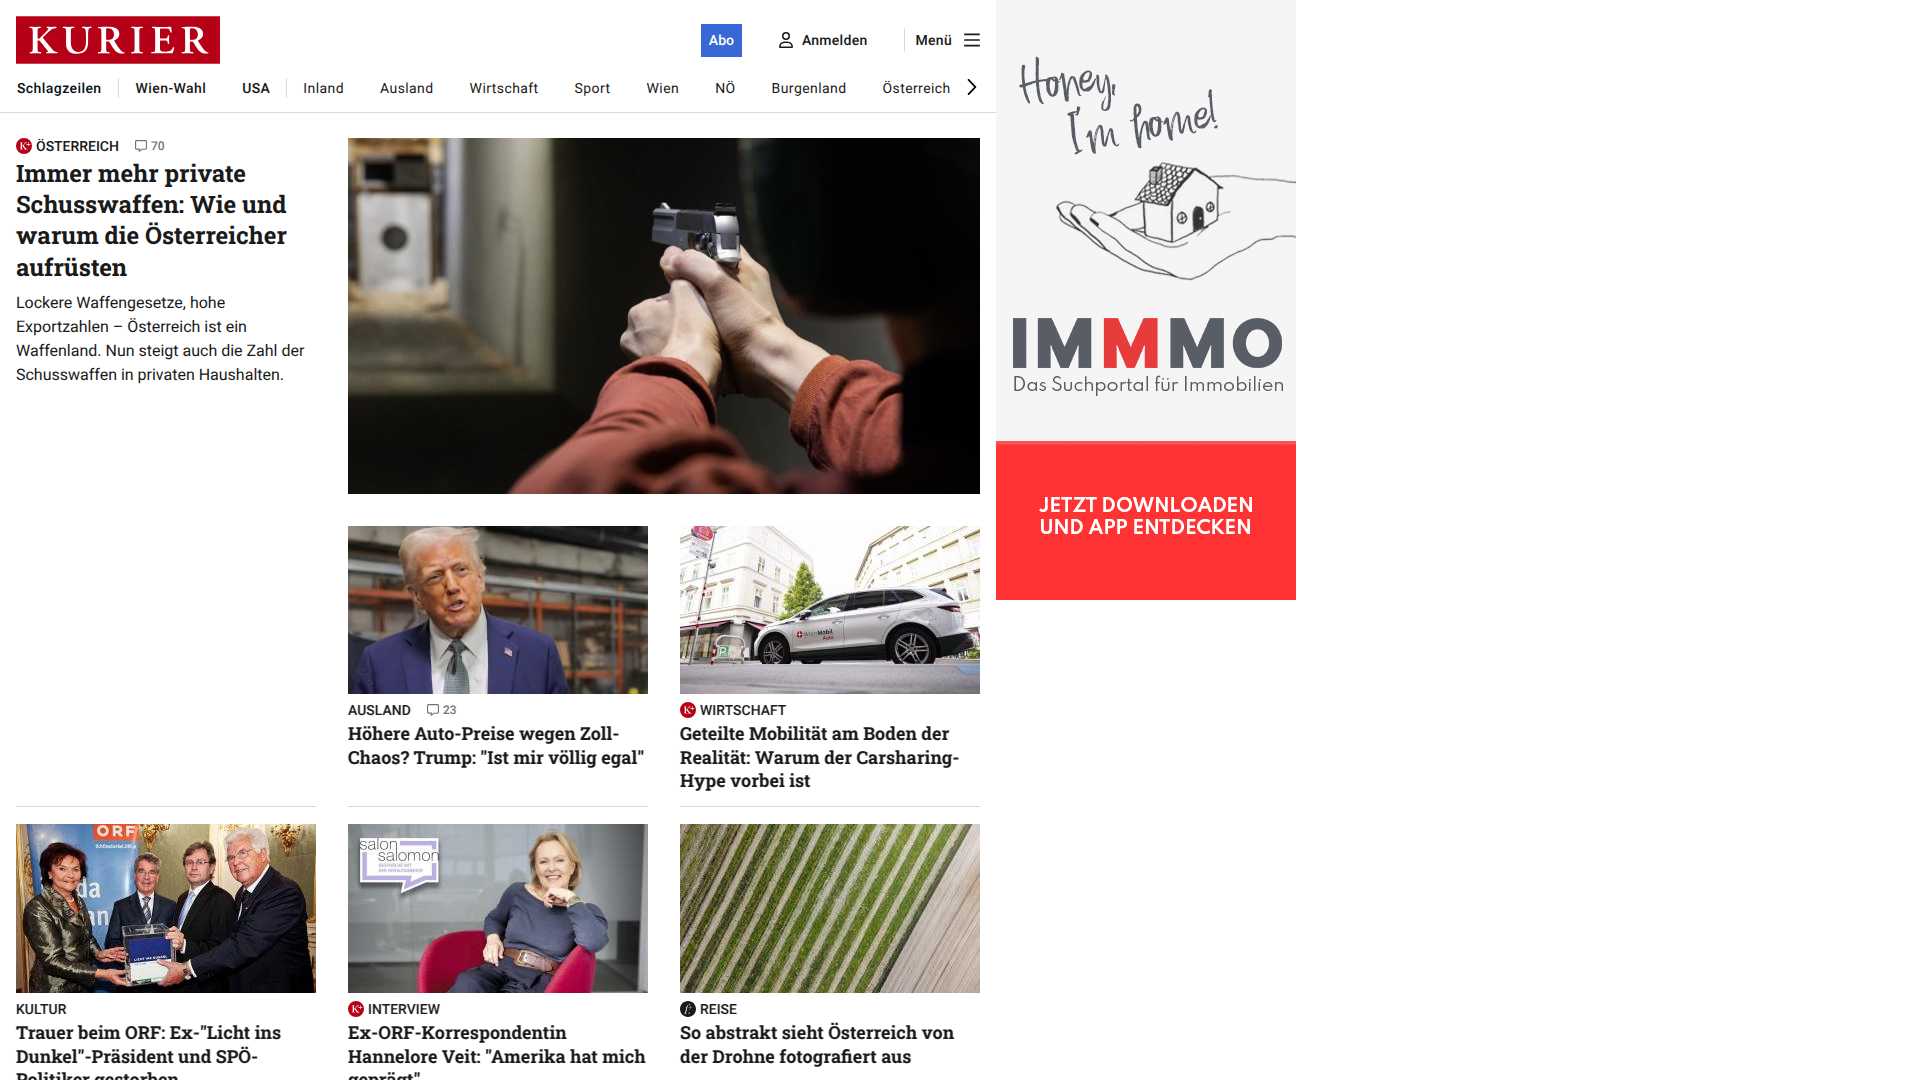 KURIER
Abo
Anmelden
Menü
Schlagzeilen
Wien-Wahl
USA
Inland
Ausland
Wirtschaft
Sport
Wien
NÖ
Burgenland
Österreich
ÖSTERREICH
70
Immer mehr private
Schusswaffen: Wie und
warum die Österreicher
aufrüsten
Lockere Waffengesetze, hohe
Exportzahlen – Österreich ist ein
Waffenland. Nun steigt auch die Zahl der
Schusswaffen in privaten Haushalten.
Honey,
I'm home!
IMMMO
Das Suchportal für Immobilien
JETZT DOWNLOADEN
UND APP ENTDECKEN
AUSLAND
23
Höhere Auto-Preise wegen Zoll-
Chaos? Trump: "Ist mir völlig egal"
WIRTSCHAFT
Geteilte Mobilität am Boden der
Realität: Warum der Carsharing-
Hype vorbei ist
ORF
KULTUR
Trauer beim ORF: Ex-"Licht ins
Dunkel"-Präsident und SPÖ-
Politiker gestorben
salon
salomon
INTERVIEW
Ex-ORF-Korrespondentin
Hannelore Veit: "Amerika hat mich
geprägt"
REISE
So abstrakt sieht Österreich von
der Drohne fotografiert aus